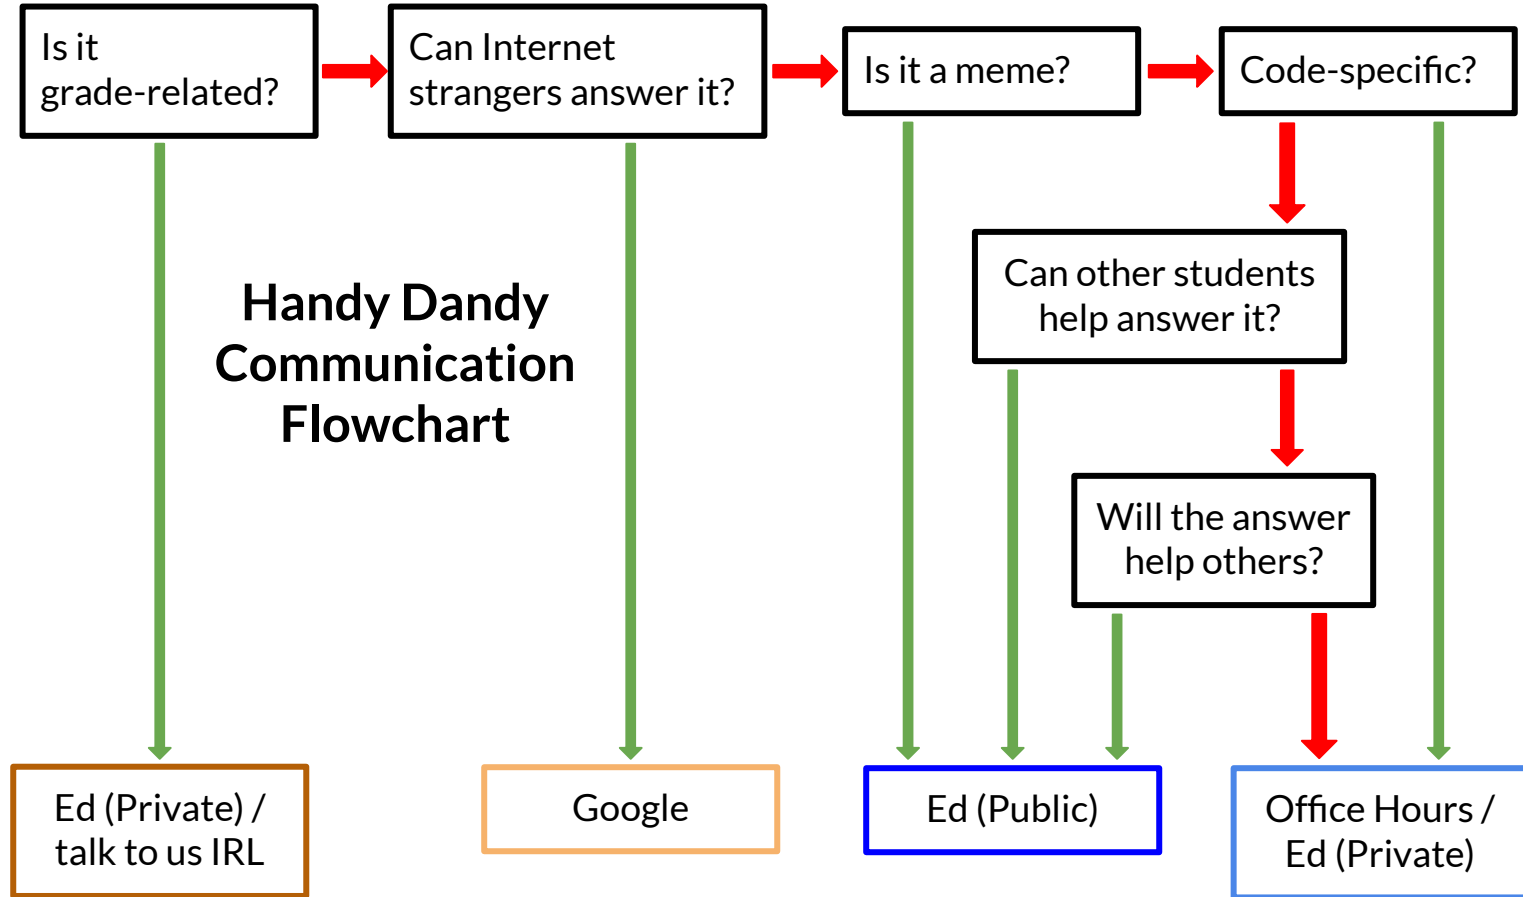 Is it
grade-related?
Can Internet
strangers answer it?
Is it a meme?
Code-specific?
Can other students
help answer it?
Handy Dandy
Communication
Flowchart
Will the answer
help others?
Ed (Private) /
talk to us IRL
Google
Ed (Public)
Office Hours /
Ed (Private)